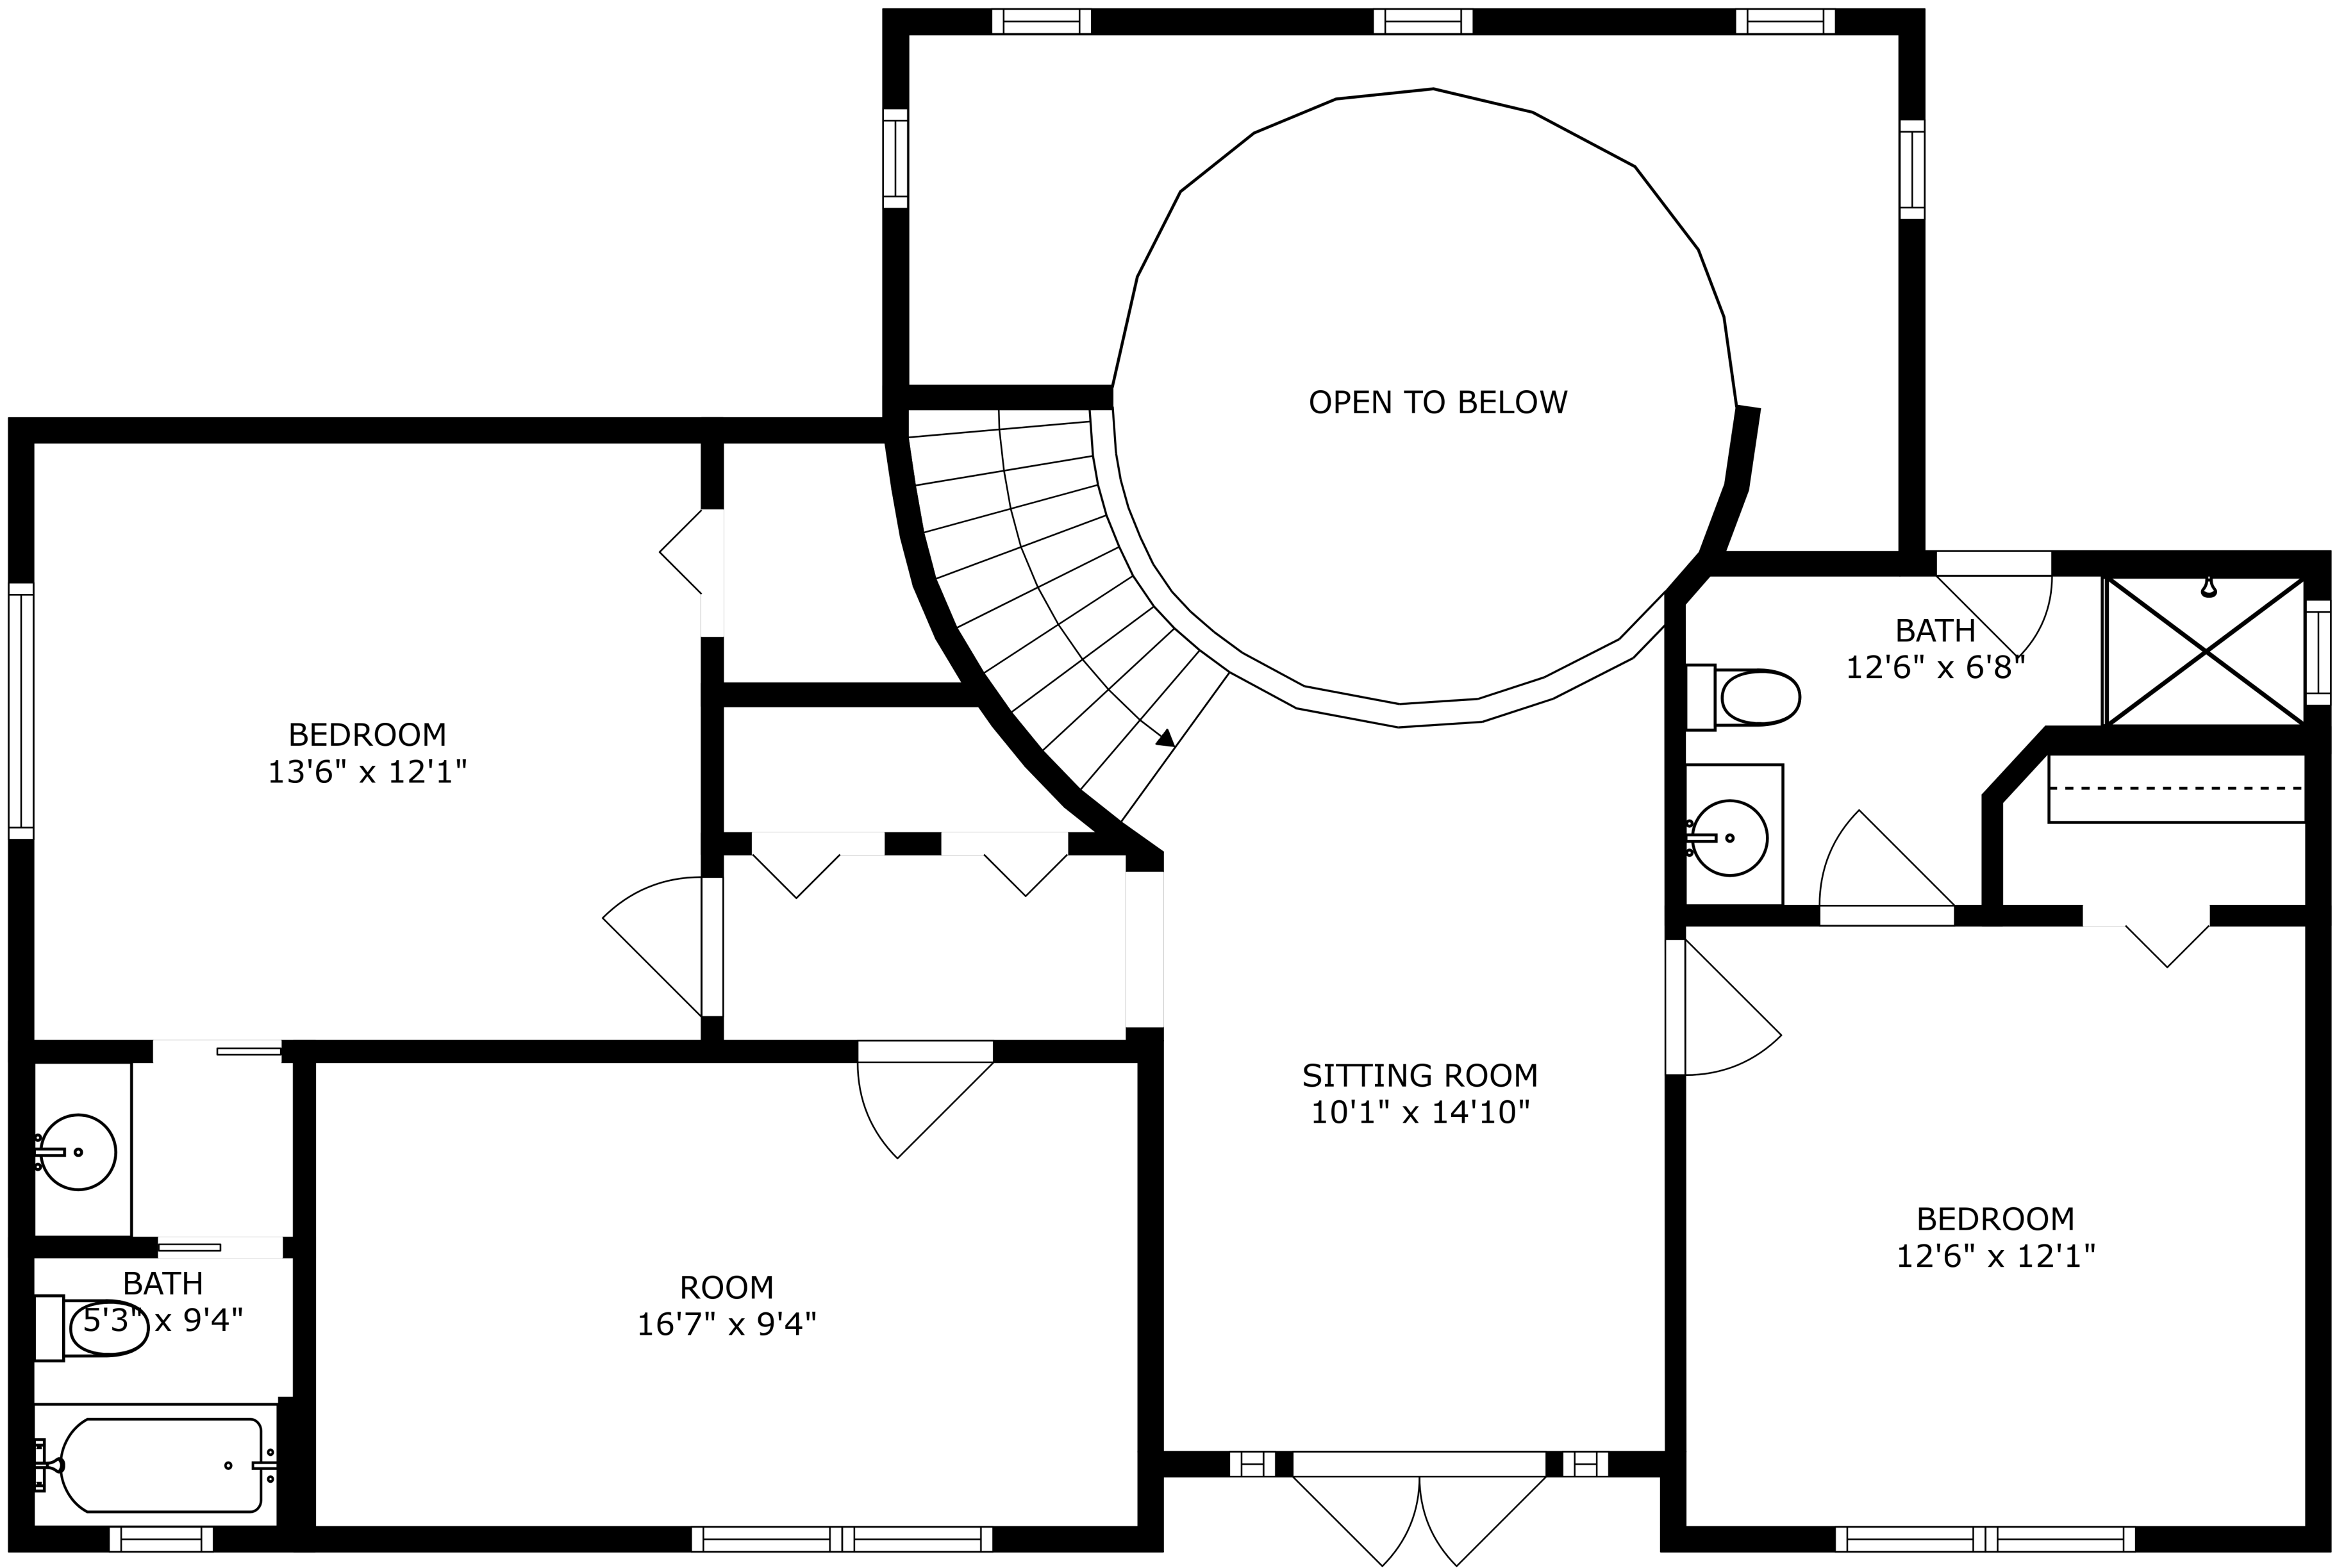 OPEN TO BELOW
BATH
12'6" x 6'8"
BEDROOM
13'6" x 12'1"
SITTING ROOM
10'1" x 14'10"
BEDROOM
12'6" x 12'1"
BATH
5'3" x 9'4"
ROOM
16'7" x 9'4"